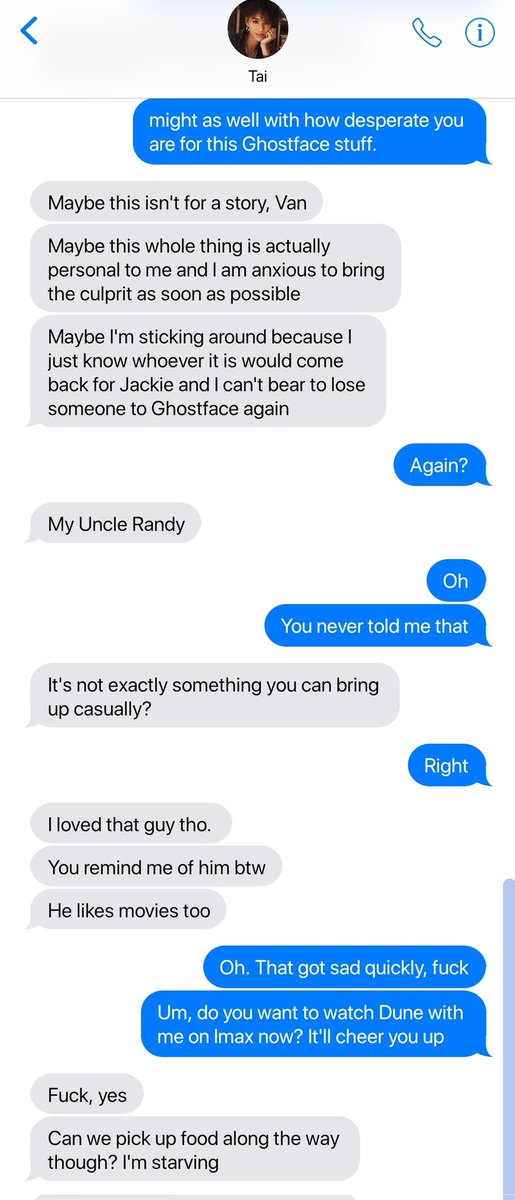 Tai
might as well with how desperate you
are for this Ghostface stuff.
Maybe this isn't for a story, Van
Maybe this whole thing is actually
personal to me and I am anxious to bring
the culprit as soon as possible
Maybe I'm sticking around because I
just know whoever it is would come
back for Jackie and I can't bear to lose
someone to Ghostface again
Again?
My Uncle Randy
Oh
You never told me that
It's not exactly something you can bring
up casually?
Right
I loved that guy tho.
You remind me of him btw
He likes movies too
Oh. That got sad quickly, fuck
Um, do you want to watch Dune with
me on Imax now? It'll cheer you up
Fuck, yes
Can we pick up food along the way
though? I'm starving